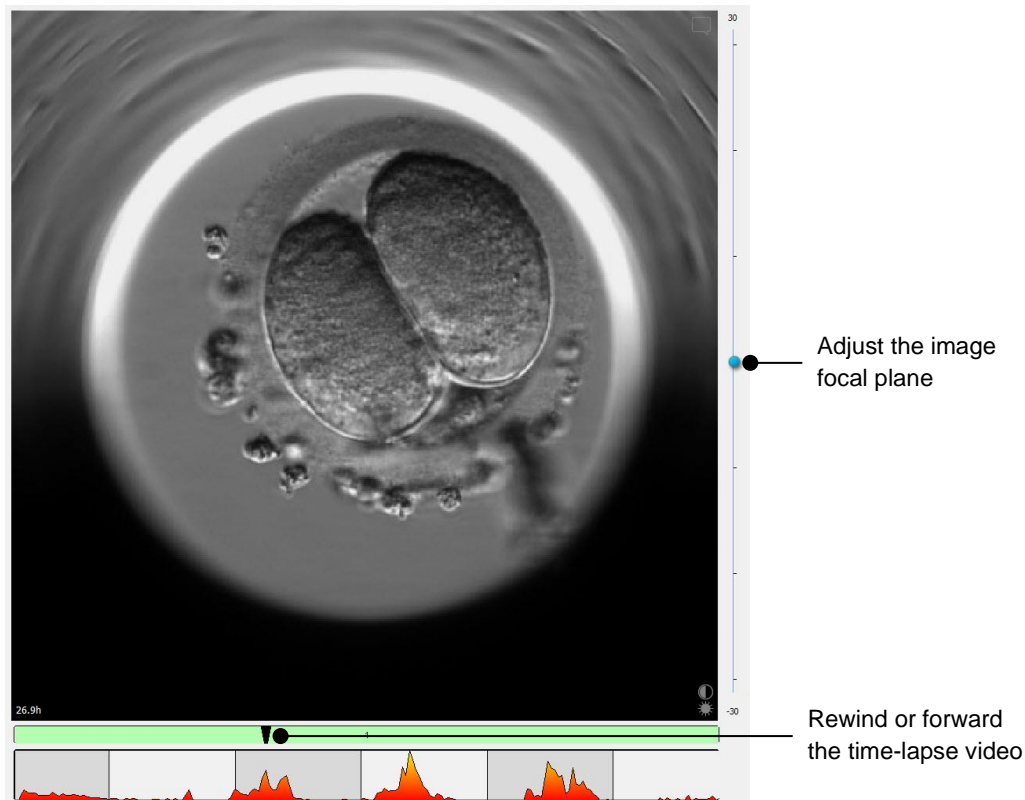 30
Adjust the image
focal plane
-30
26.9h
Rewind or forward
the time-lapse video